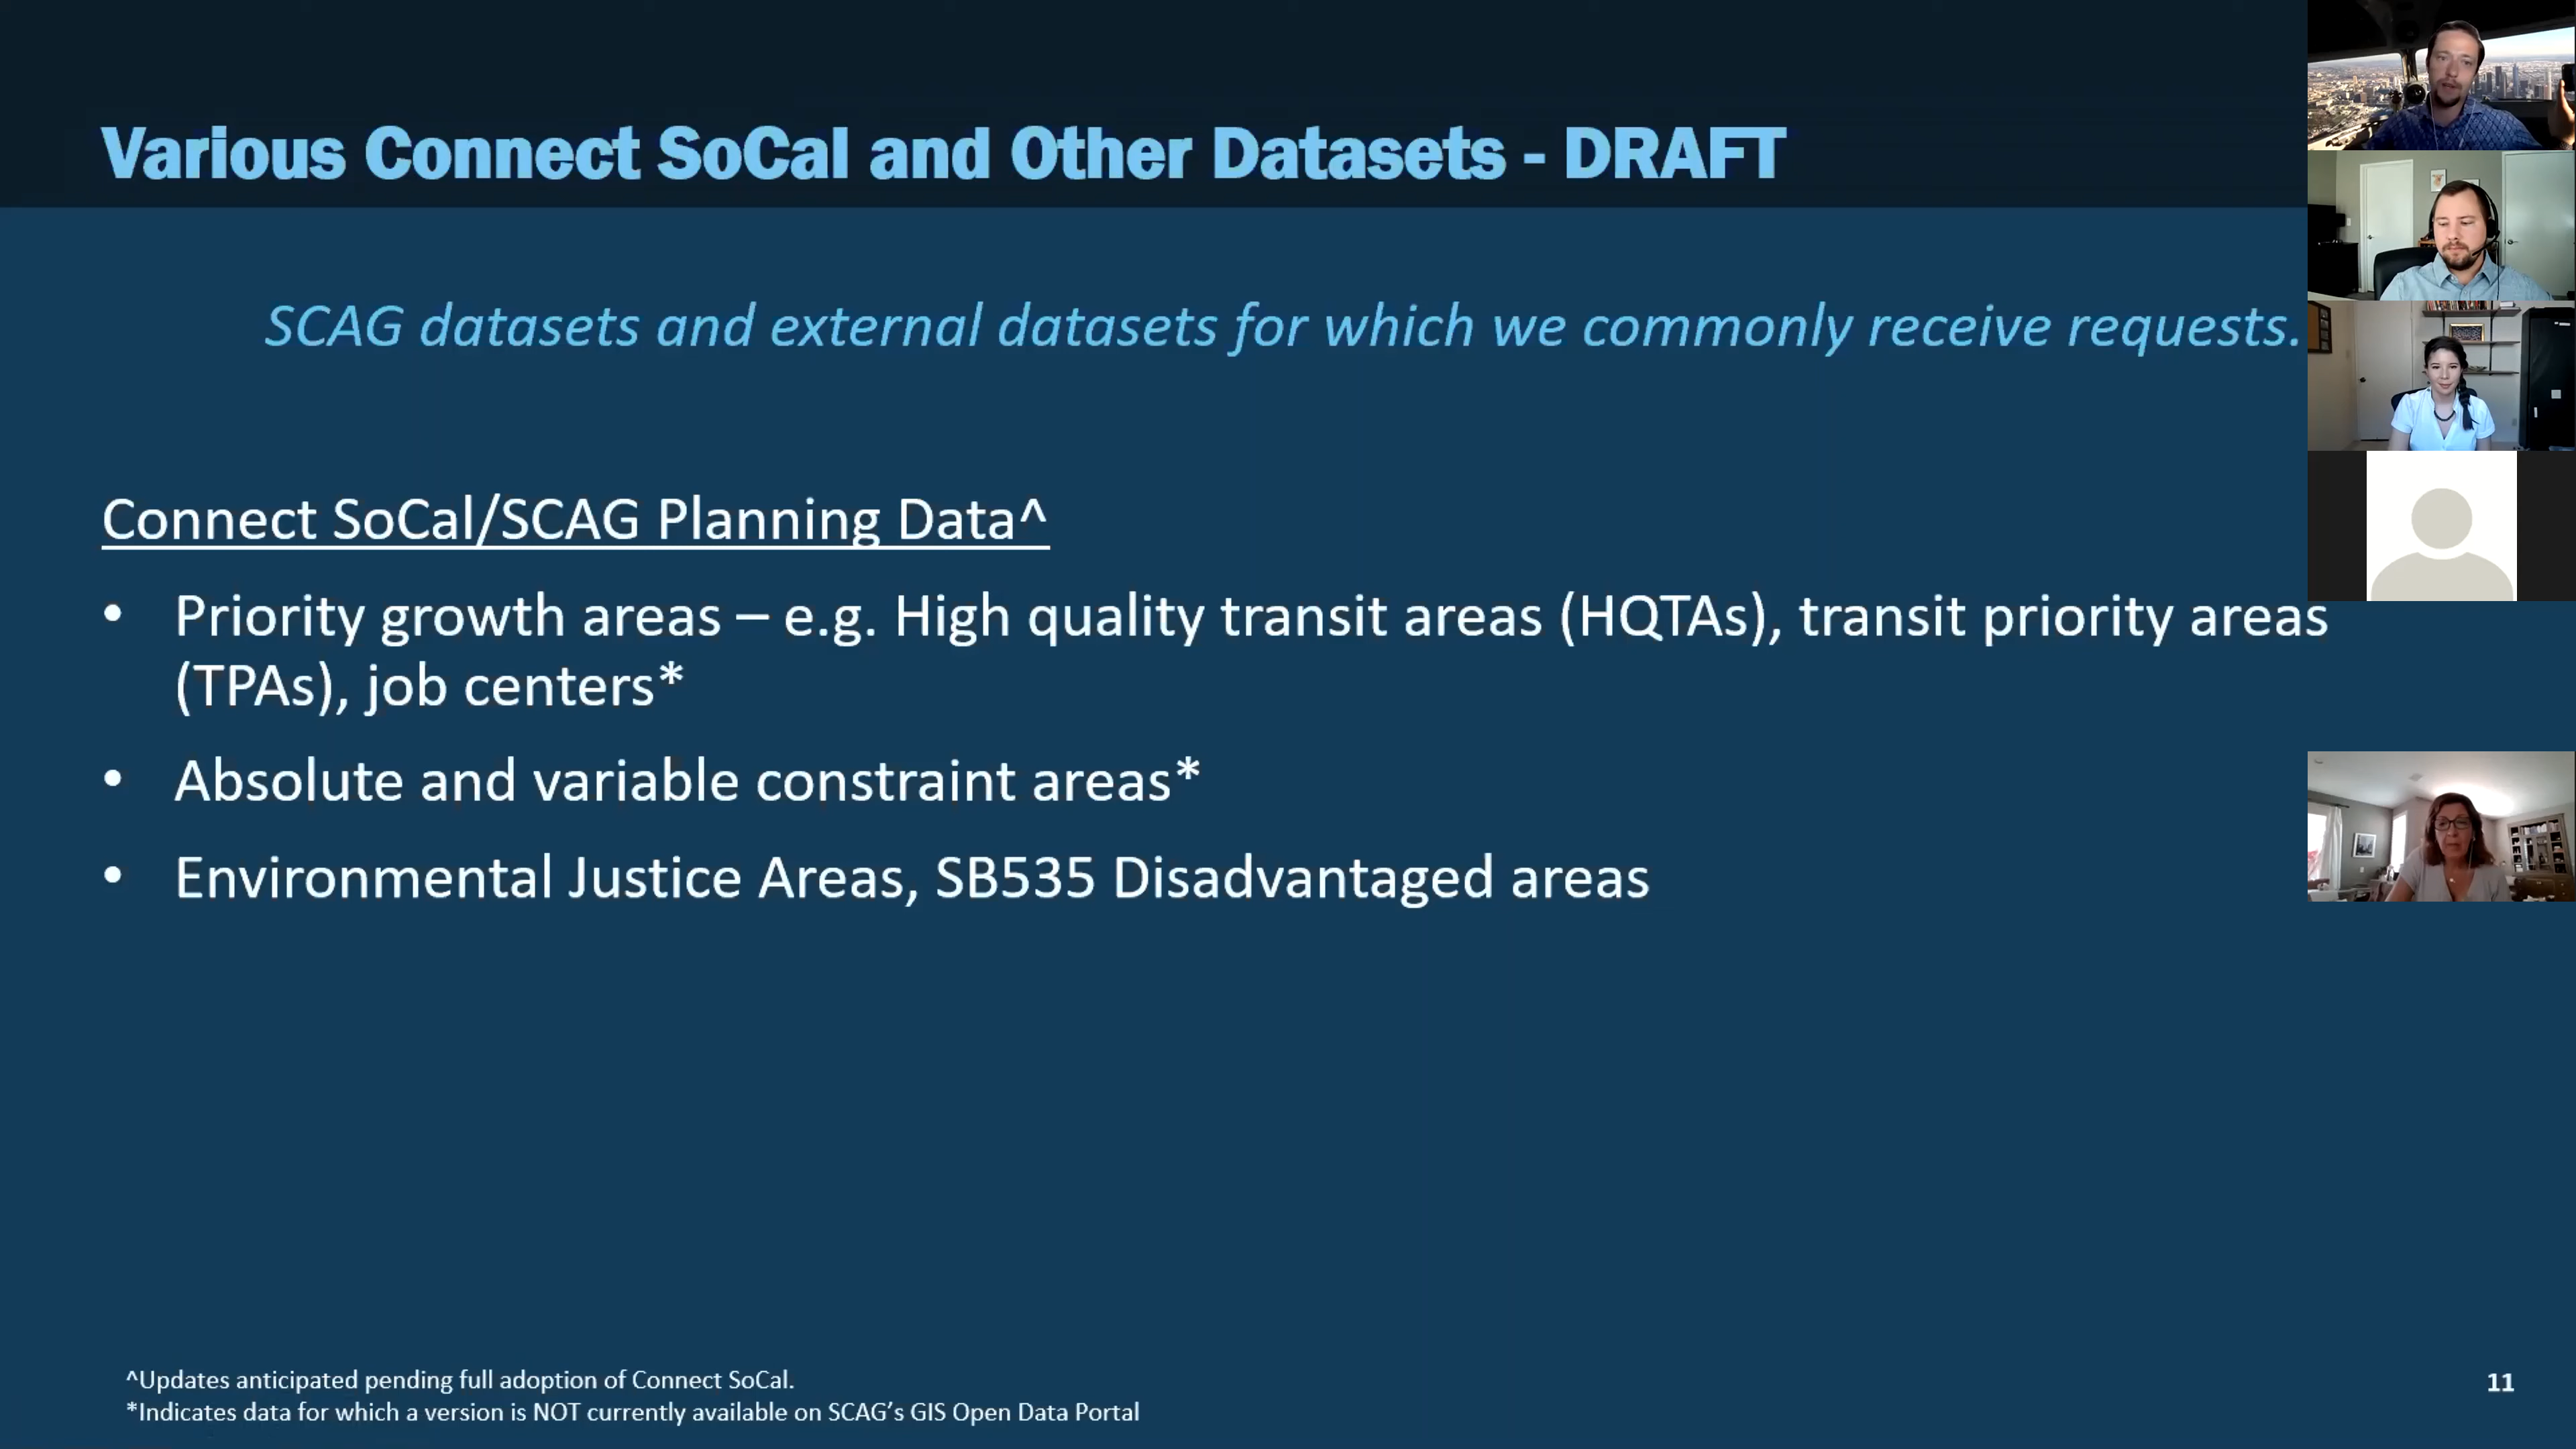 Various Connect SoCal and Other Datasets - DRAFT
SCAG datasets and external datasets for which we commonly receive requests.
Connect SoCal/SCAG Planning Data^
• Priority growth areas – e.g. High quality transit areas (HQTAs), transit priority areas
(TPAs), job centers*
• Absolute and variable constraint areas*
• Environmental Justice Areas, SB535 Disadvantaged areas
^Updates anticipated pending full adoption of Connect SoCal.
*Indicates data for which a version is NOT currently available on SCAG’s GIS Open Data Portal
11